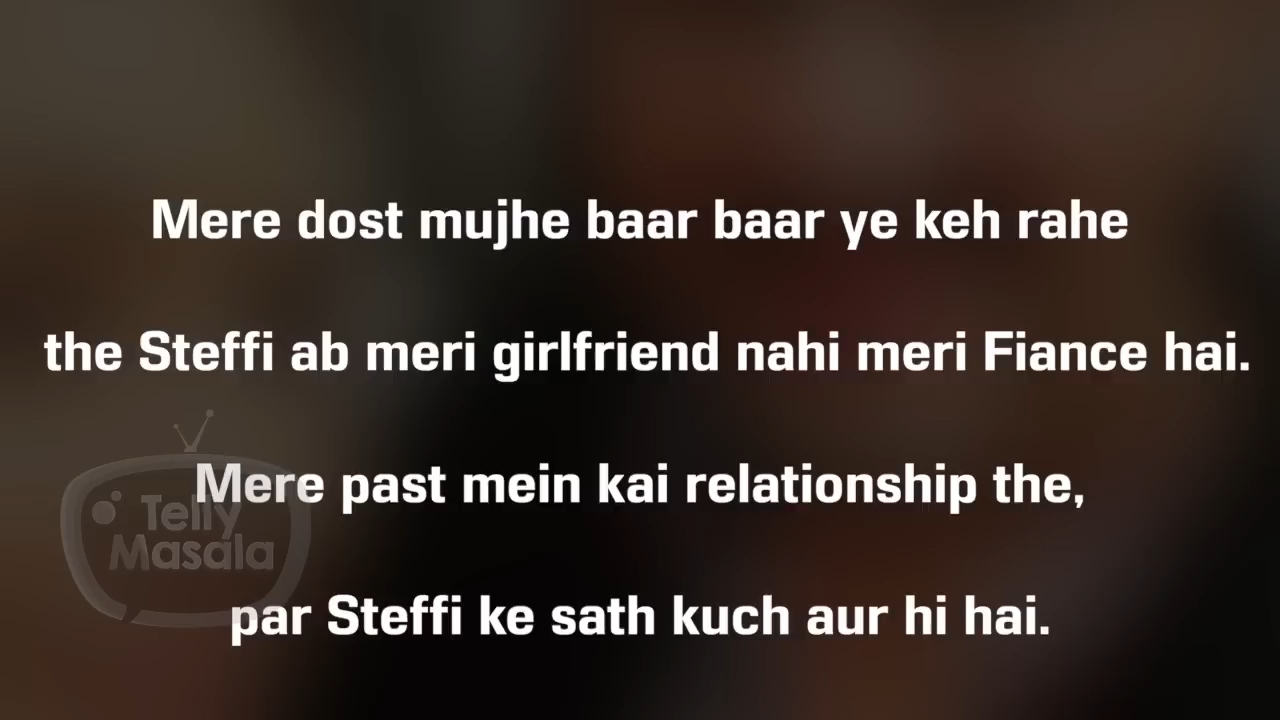 Mere dost mujhe baar baar ye keh rahe
the Steffi ab meri girlfriend nahi meri Fiance hai.
Mere past mein kai relationship the,
Telly
Masala
par Steffi ke sath kuch aur hi hai.